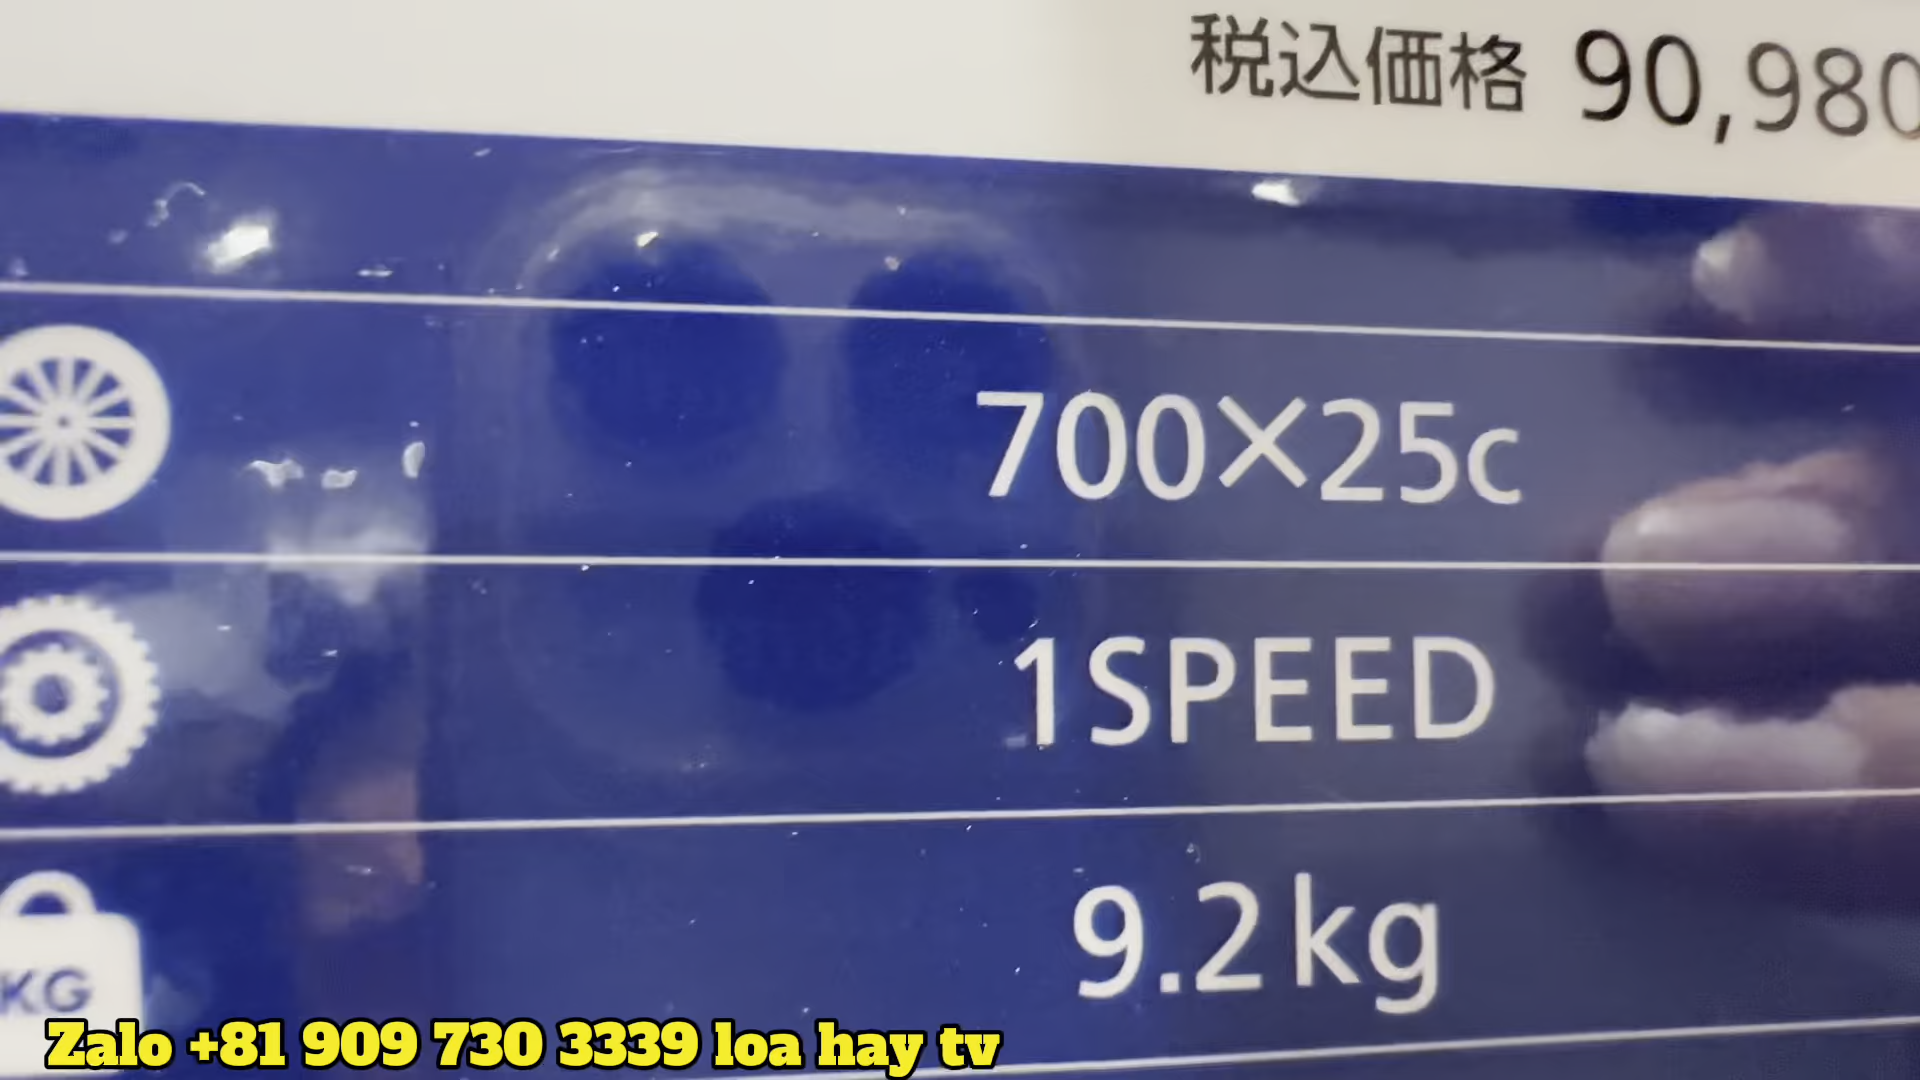 税込価格 90,980
700×25c
1SPEED
9.2kg
KG
Zalo +81 909 730 3339 loa hay tv